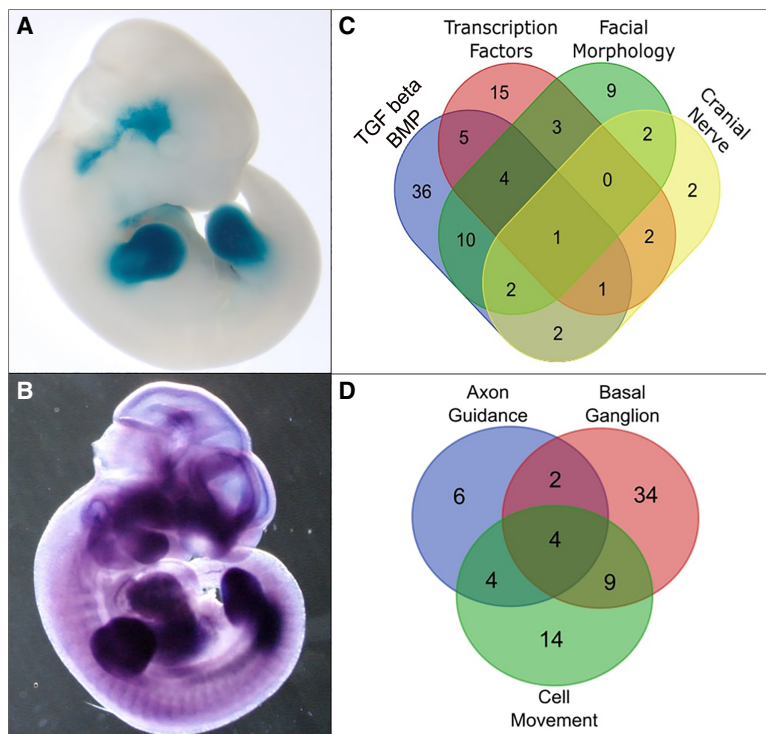 A
C
Transcription
Factors
Facial
Morphology
TGF beta
BMP
Cranial
Nerve
15
9
5
3
2
36
4
0
2
10
1
2
2
1
2
B
D
Axon
Guidance
Basal
Ganglion
6
2
34
4
4
9
14
Cell
Movement